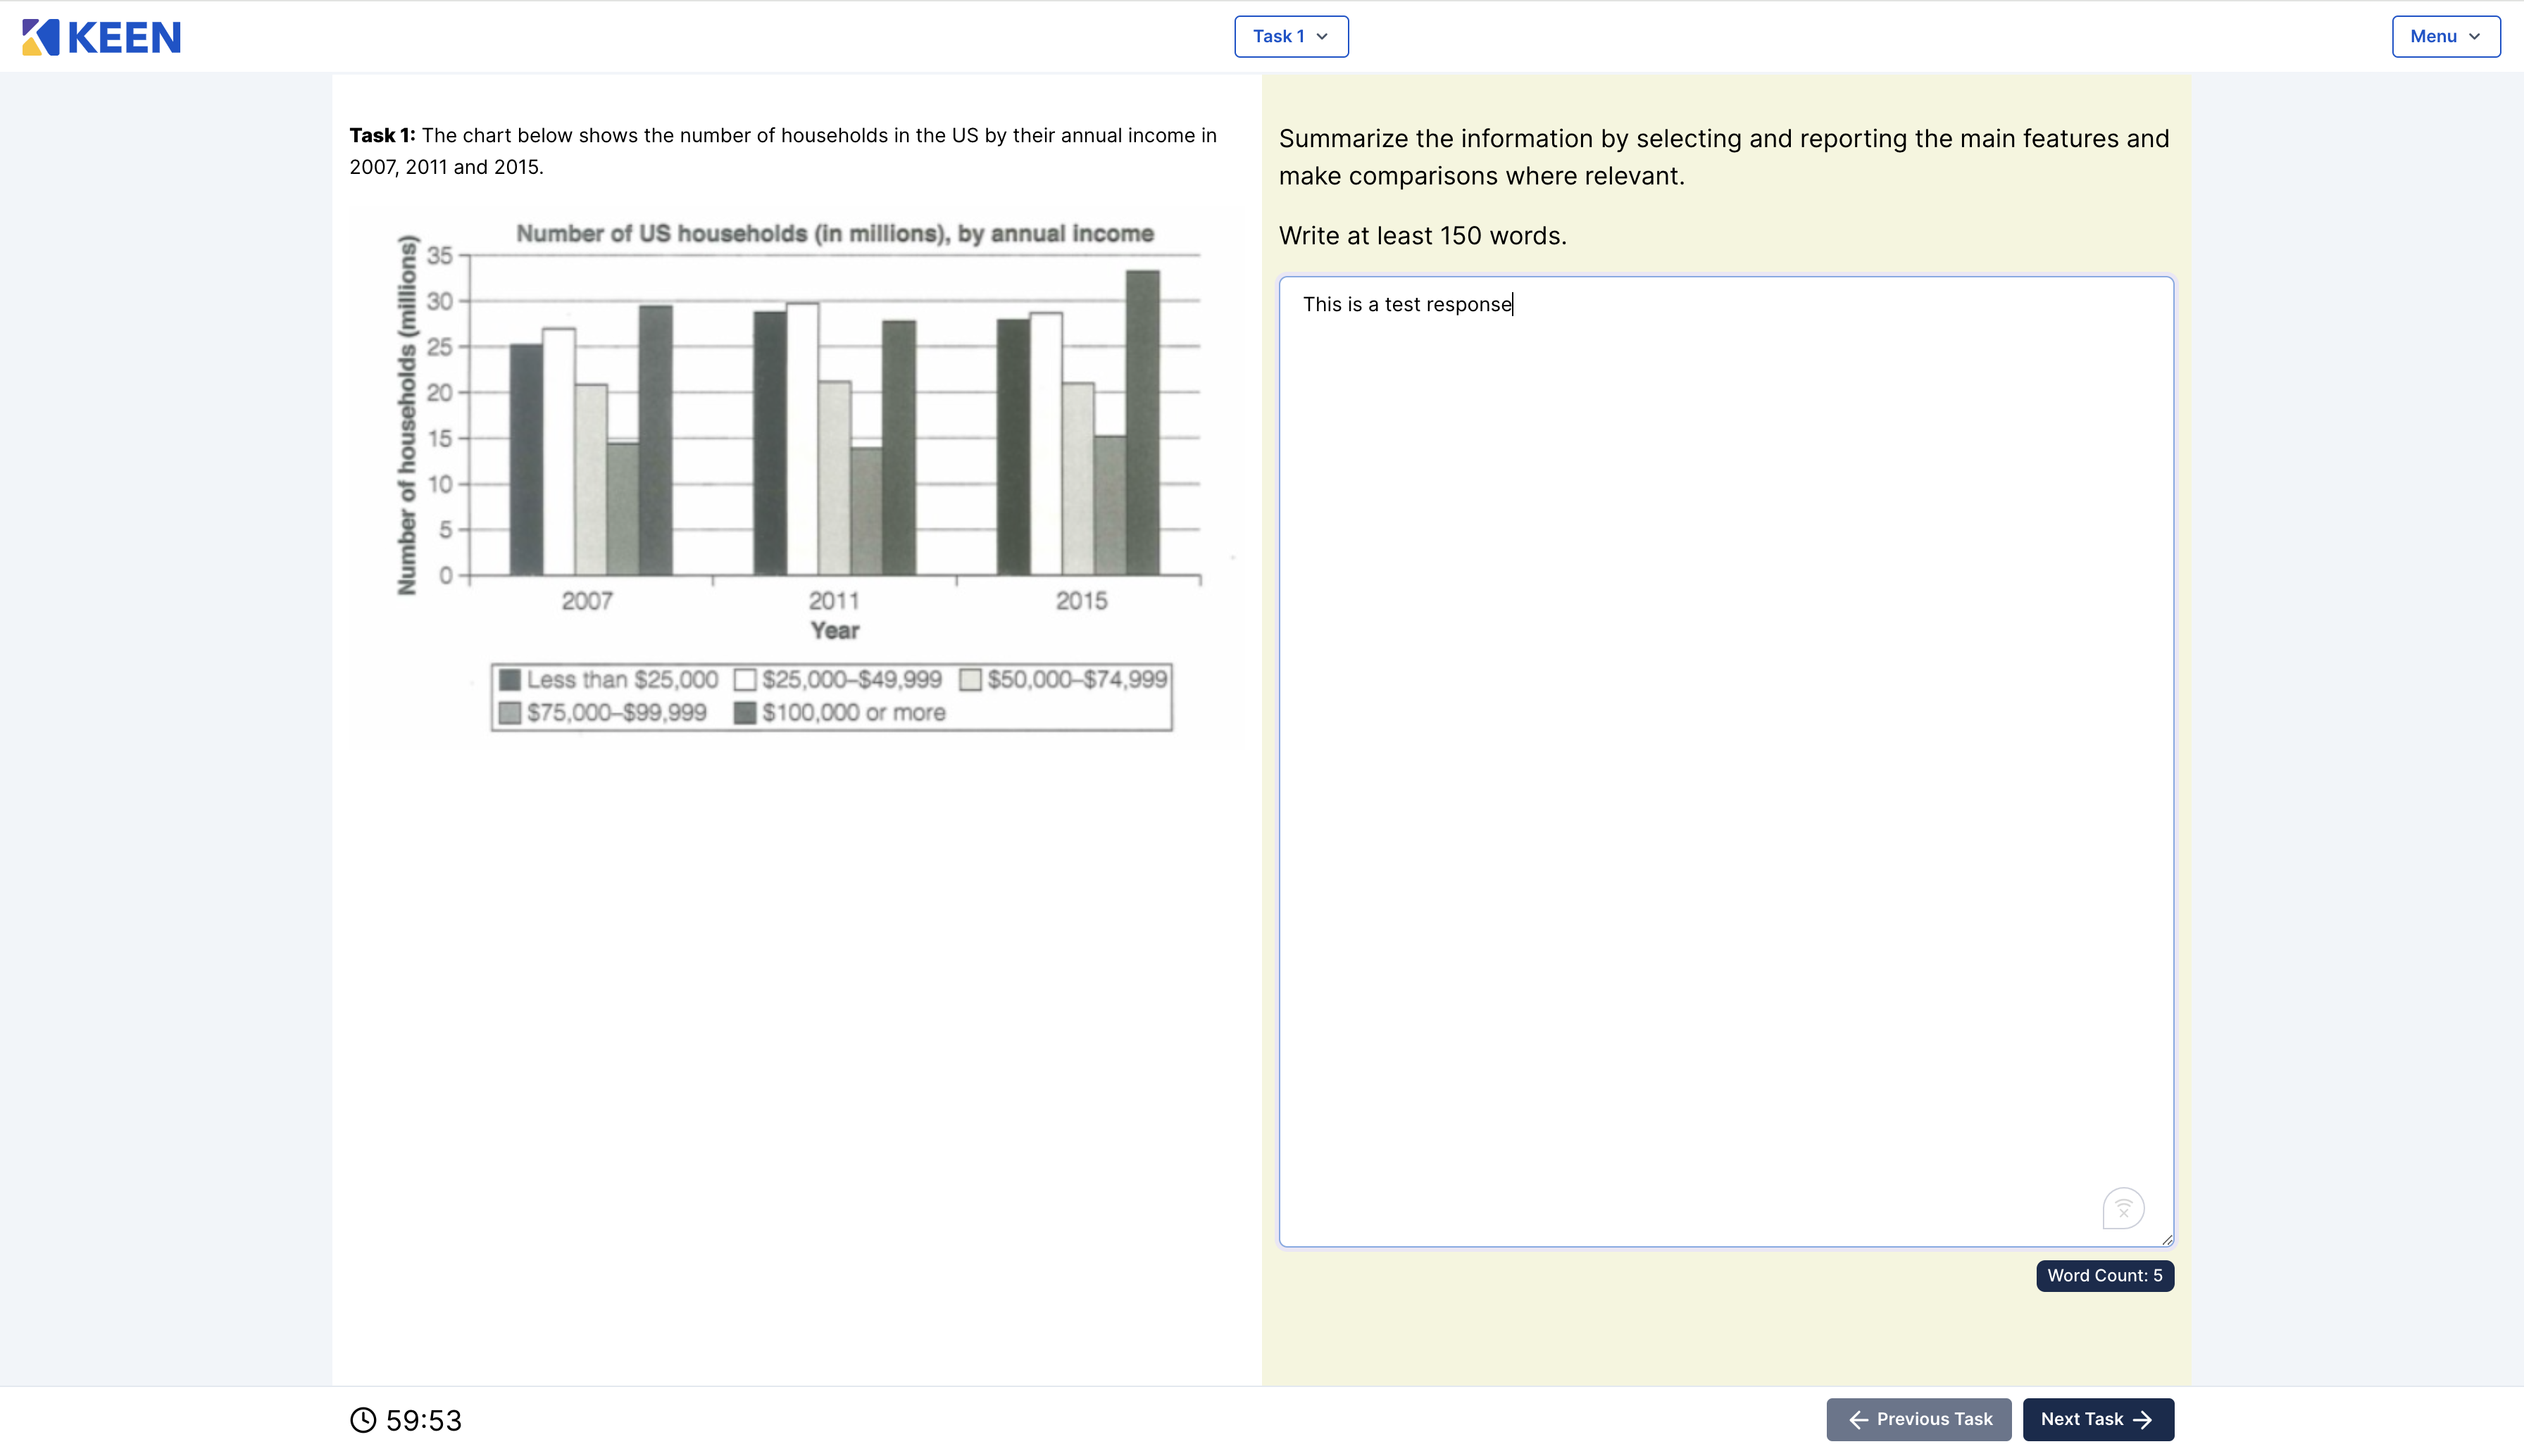 KEEN
Task 1
Menu
Task 1: The chart below shows the number of households in the US by their annual income in
2007, 2011 and 2015.
Number of US households (in millions), by annual income
Number of households (millions)
35
30
25
20
15
10
5
0
2007
2011
2015
Year
Less than $25,000
$25,000–$49,999
$50,000–$74,999
$75,000–$99,999
$100,000 or more
Summarize the information by selecting and reporting the main features and
make comparisons where relevant.
Write at least 150 words.
This is a test response
Word Count: 5
59:53
Previous Task
Next Task